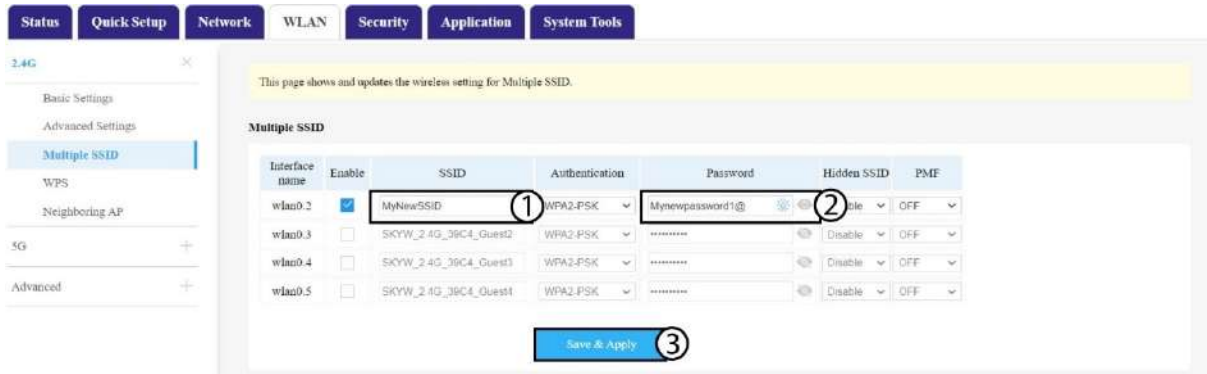 Status Quick Setup Network WLAN Security Application System Tools
2.4G
Basic Settings
Advanced Settings
Multiple SSID
WPS
Neighboring AP
5G
Advanced
This page shows and updates the wireless setting for Multiple SSID.
Multiple SSID
Interface name Enable SSID Authentication Password Hidden SSID PMF
wlan0.2 MyNewSSID 1 WPA2-PSK Mynewpassword1@ 2 ble OFF
wlan0.3 SKYW_2.4G_39C4_Guest2 WPA2-PSK ********** Disable OFF
wlan0.4 SKYW_2.4G_39C4_Guest3 WPA2-PSK ********** Disable OFF
wlan0.5 SKYW_2.4G_39C4_Guest4 WPA2-PSK ********** Disable OFF
Save & Apply 3